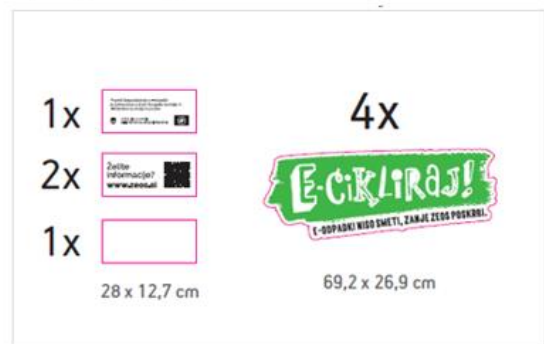 1x
2x
Želite
informacije?
www.zeos.si
1x
28 x 12,7 cm
4x
E-CIKLIRAJ!
E-ODPADKI NISO SMETI, ZANJE ZEOS POSKRBI.
69,2 x 26,9 cm